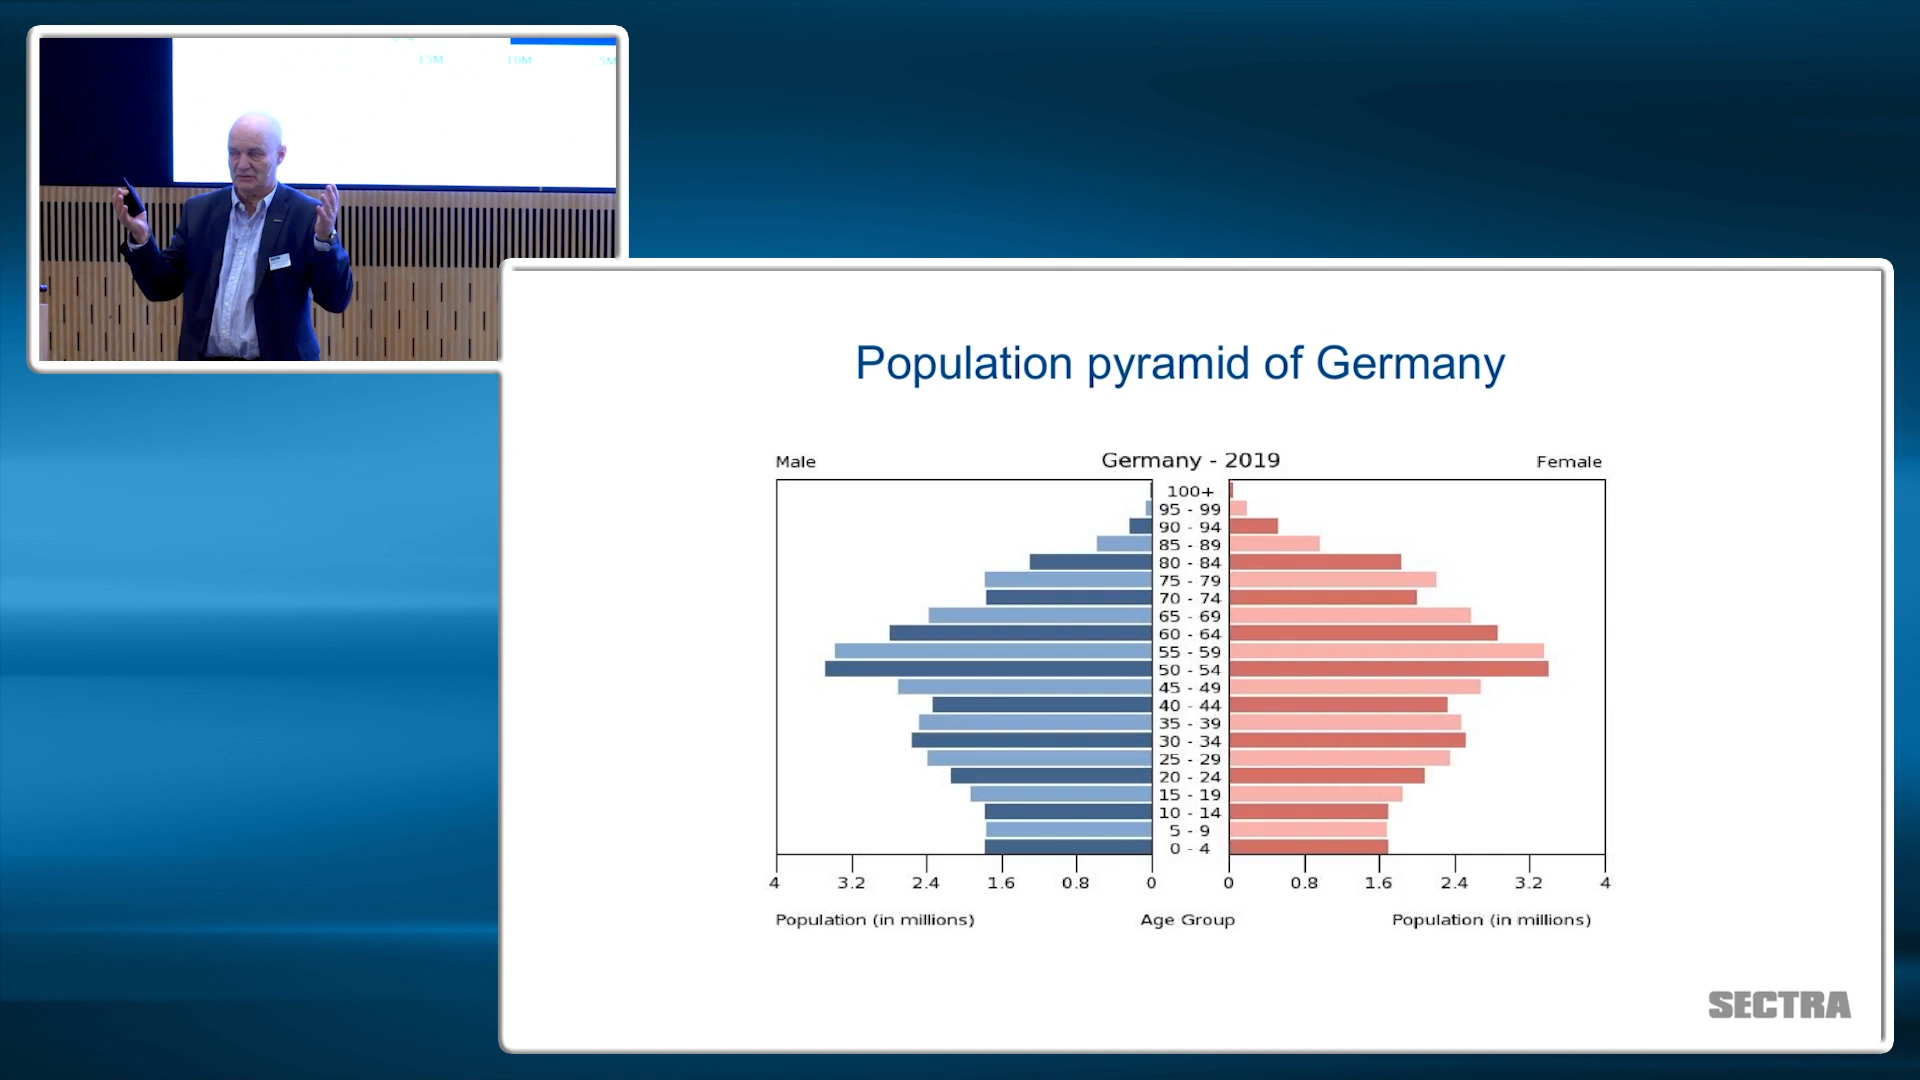 15M 10M 5M
Population pyramid of Germany
Male Germany - 2019 Female
100+
95 - 99
90 - 94
85 - 89
80 - 84
75 - 79
70 - 74
65 - 69
60 - 64
55 - 59
50 - 54
45 - 49
40 - 44
35 - 39
30 - 34
25 - 29
20 - 24
15 - 19
10 - 14
5 - 9
0 - 4
4 3.2 2.4 1.6 0.8 0 0 0.8 1.6 2.4 3.2 4
Population (in millions) Age Group Population (in millions)
SECTRA